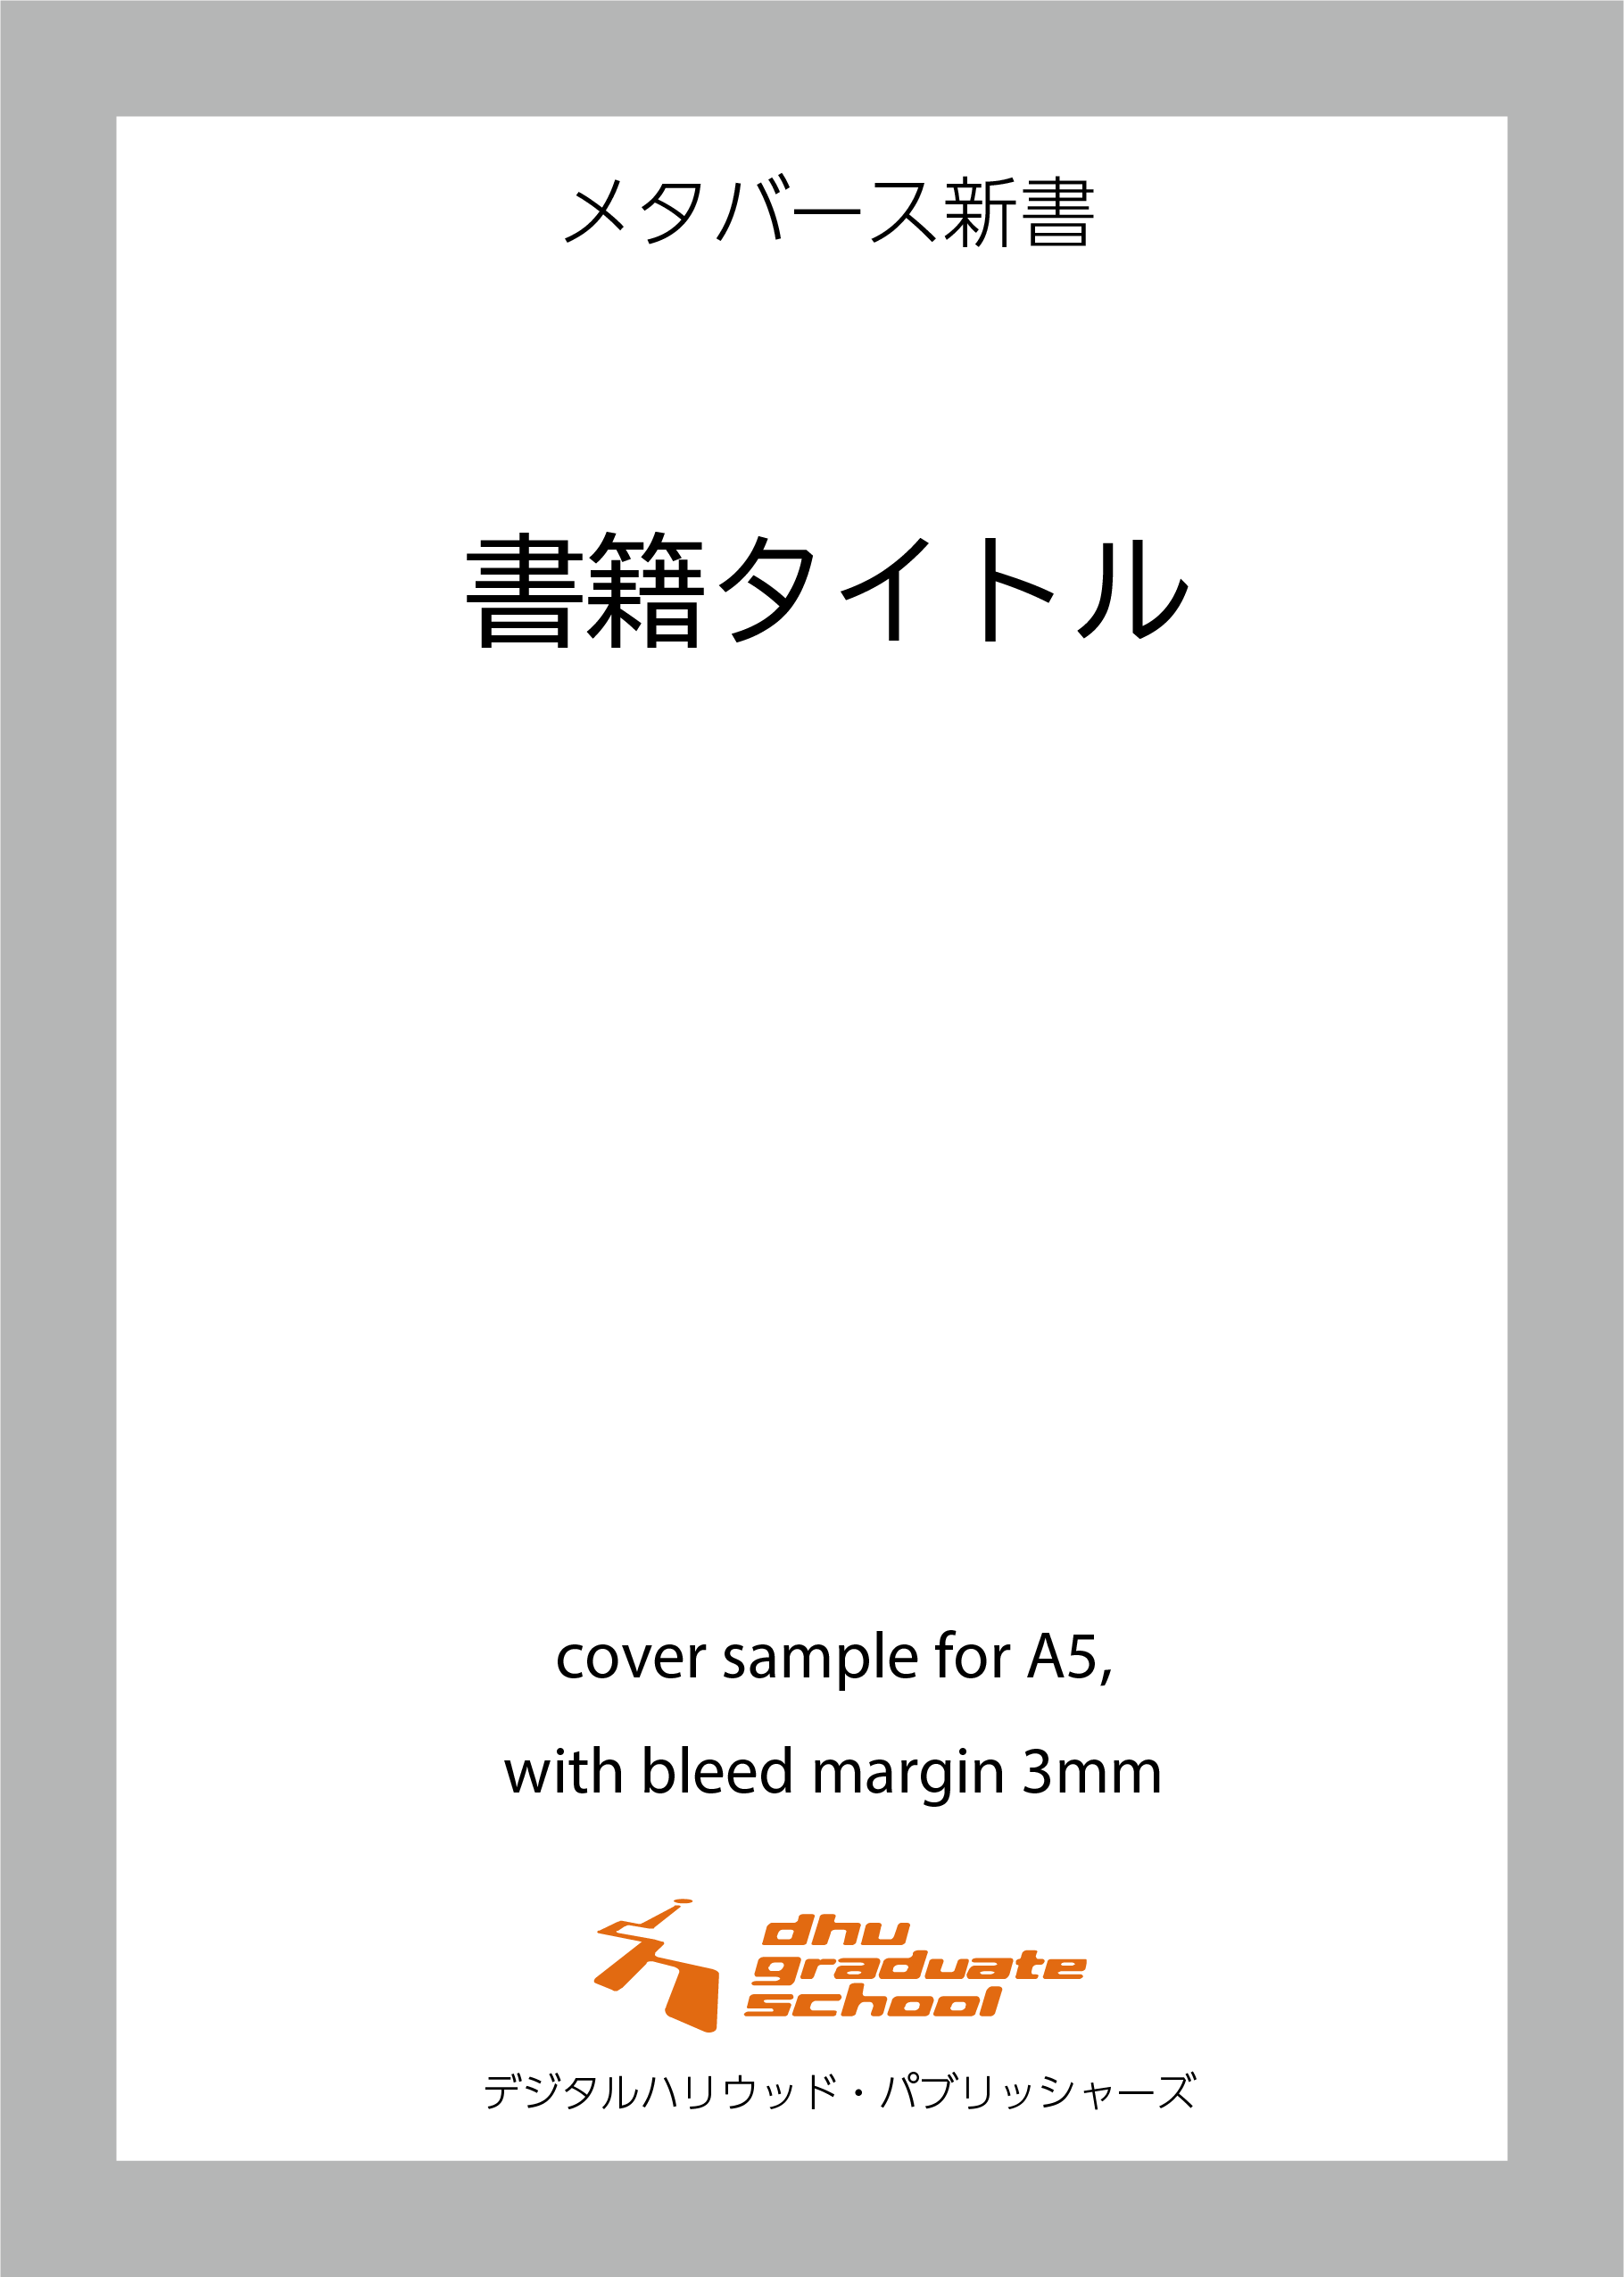 メタバース新書
書籍タイトル
cover sample for A5,
with bleed margin 3mm
dhu
graduate
school
デジタルハリウッド・パブリッシャーズ